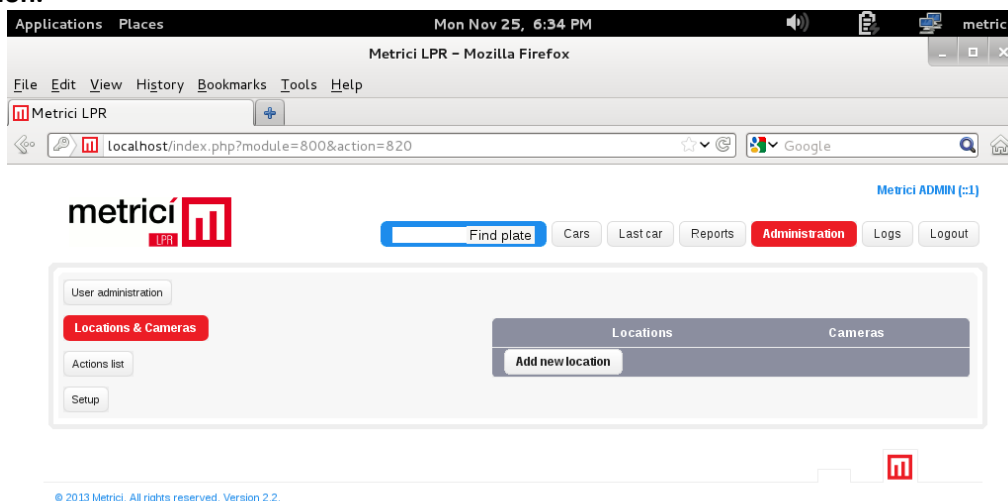 Applications Places Mon Nov 25, 6:34 PM metric
Metrici LPR – Mozilla Firefox
File Edit View History Bookmarks Tools Help
Metrici LPR
localhost/index.php?module=800&action=820 Google
Metrici ADMIN (::1)
metricí
LPR
Find plate Cars Last car Reports Administration Logs Logout
User administration
Locations & Cameras
Locations Cameras
Add new location
Actions list
Setup
© 2013 Metrici. All rights reserved. Version 2.2.